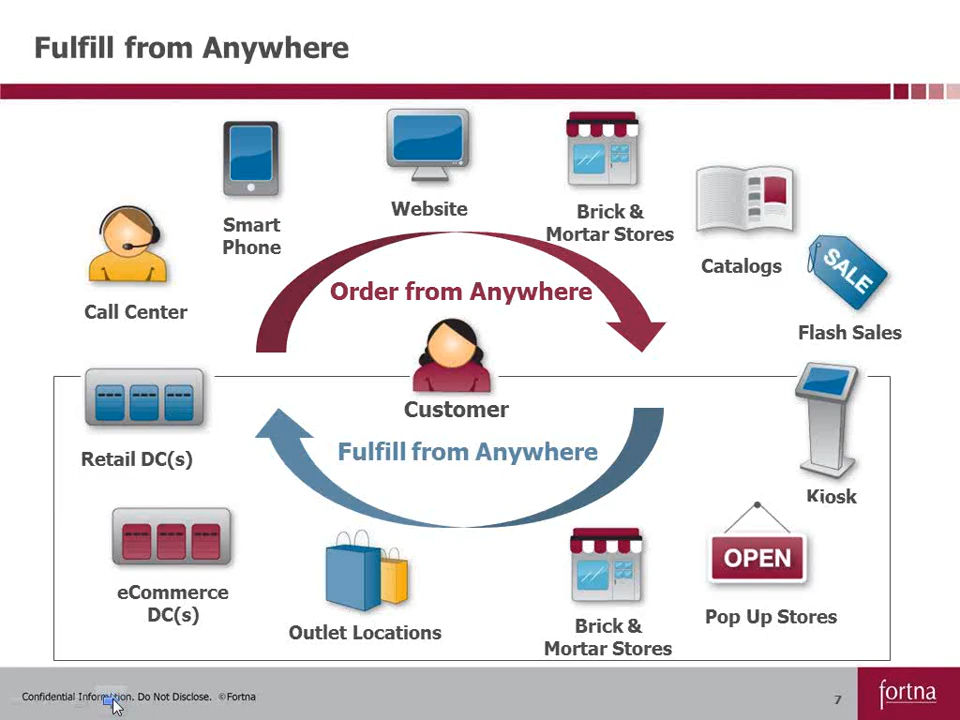 Fulfill from Anywhere
Smart
Phone
Website
Brick &
Mortar Stores
Catalogs
SALE
Flash Sales
Call Center
Order from Anywhere
Customer
Fulfill from Anywhere
Retail DC(s)
Kiosk
eCommerce
DC(s)
Outlet Locations
Brick &
Mortar Stores
OPEN
Pop Up Stores
Confidential Information. Do Not Disclose. ©Fortna
7
fortna